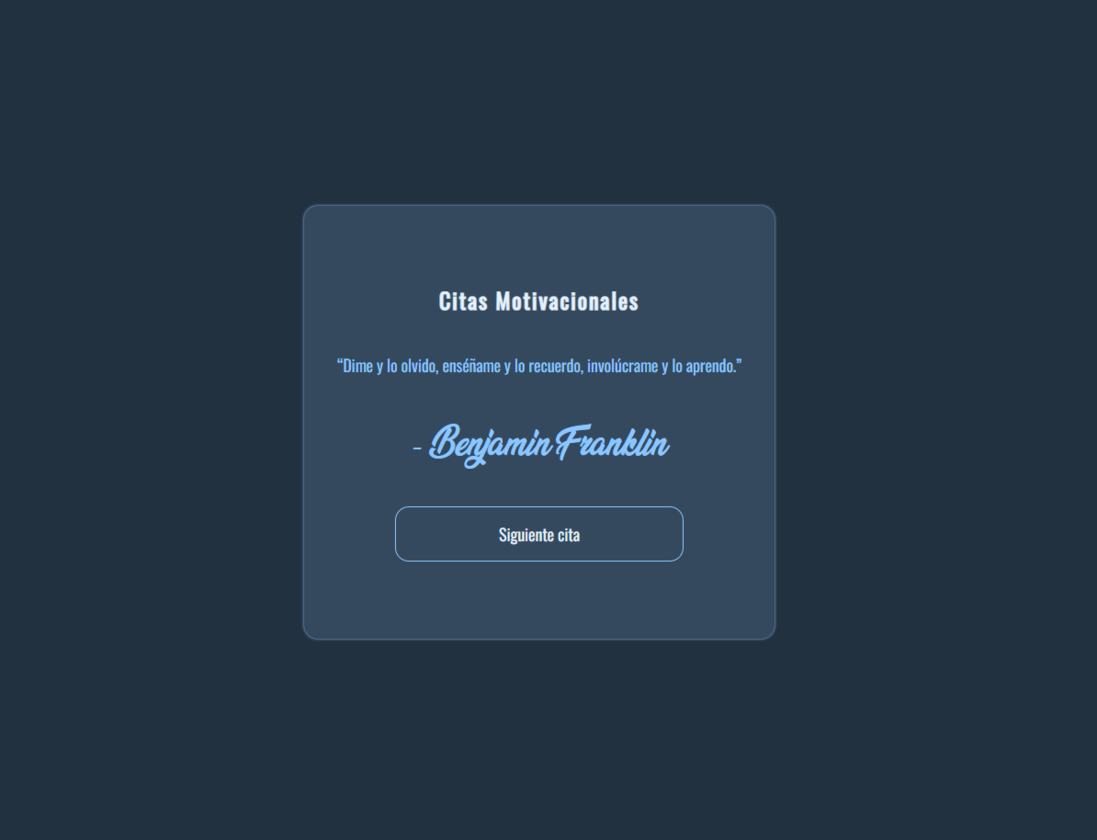 Citas Motivacionales
“Dime y lo olvido, enséñame y lo recuerdo, involúcrame y lo aprendo.”
- Benjamin Franklin
Siguiente cita